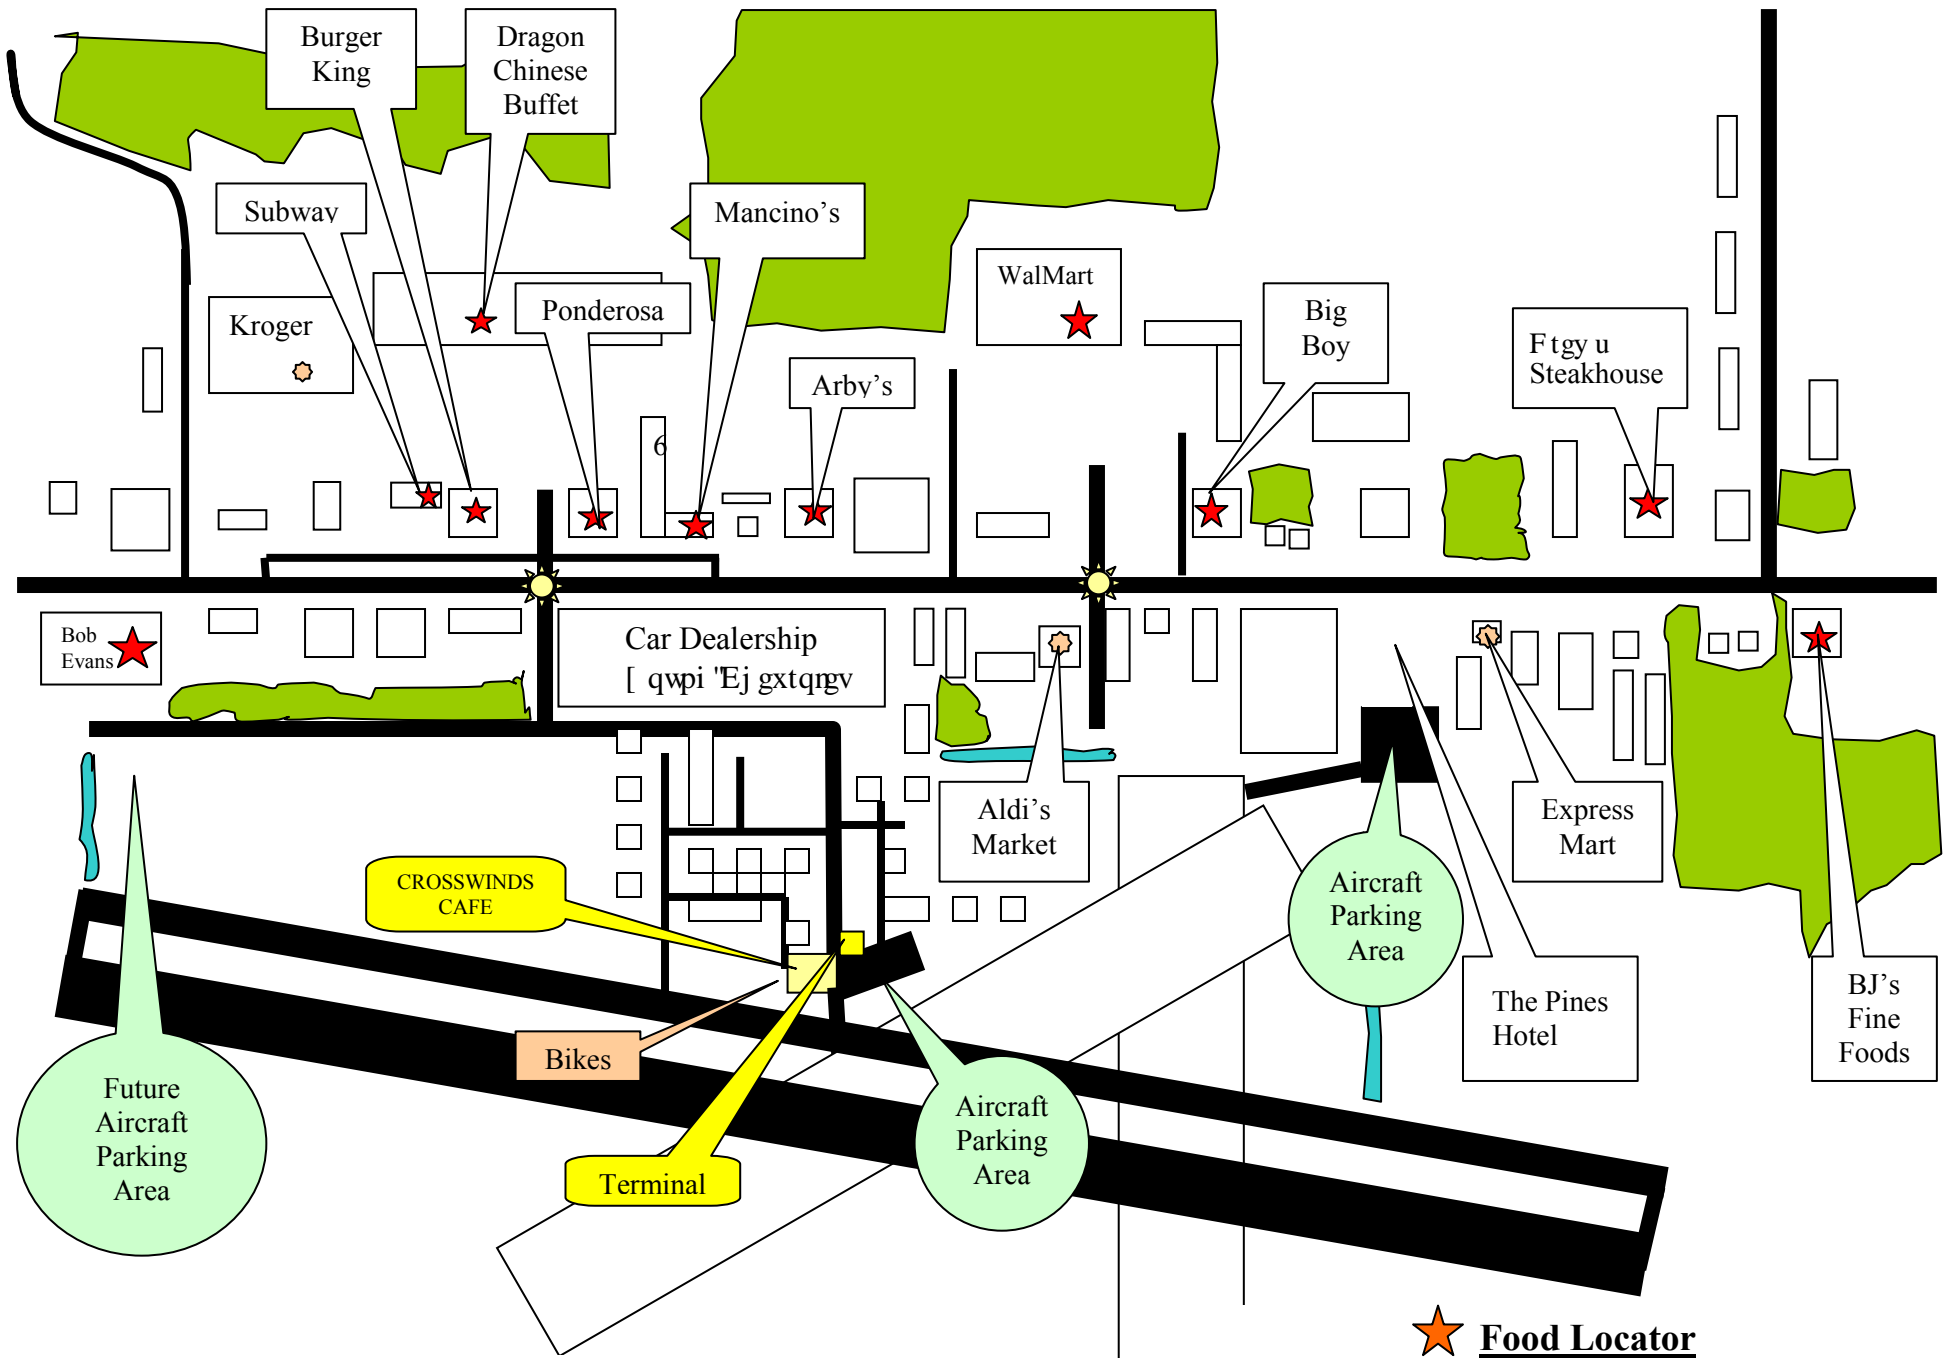 Burger
King
Dragon
Chinese
Buffet
Subway
Mancino's
Kroger
Ponderosa
WalMart
Big
Boy
Arby's
F tgy u
Steakhouse
6
Bob
Evans
Car Dealership
[ qwpi "Ej gxtqngv
Aldi's
Market
Express
Mart
CROSSWINDS
CAFE
Aircraft
Parking
Area
The Pines
Hotel
BJ's
Fine
Foods
Bikes
Future
Aircraft
Parking
Area
Aircraft
Parking
Area
Terminal
Food Locator